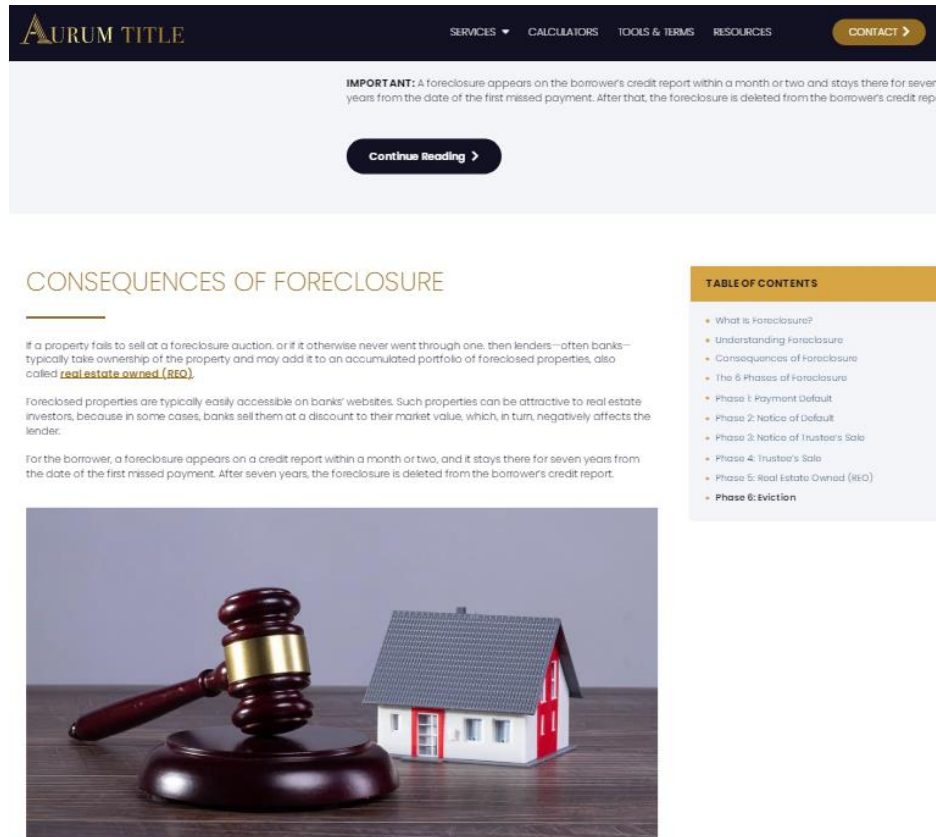 AURUM TITLE
SERVICES CALCULATORS TOOLS & TERMS RESOURCES CONTACT
IMPORTANT: A foreclosure appears on the borrower's credit report within a month or two and stays there for seven
years from the date of the first missed payment. After that, the foreclosure is deleted from the borrower's credit rep
Continue Reading
CONSEQUENCES OF FORECLOSURE
If a property fails to sell at a foreclosure auction, or if it otherwise never went through one, then lenders—often banks—
typically take ownership of the property and may add it to an accumulated portfolio of foreclosed properties, also
called real estate owned (REO).
Foreclosed properties are typically easily accessible on banks' websites. Such properties can be attractive to real estate
investors, because in some cases, banks sell them at a discount to their market value, which, in turn, negatively affects the
lender.
For the borrower, a foreclosure appears on a credit report within a month or two, and it stays there for seven years from
the date of the first missed payment. After seven years, the foreclosure is deleted from the borrower's credit report.
TABLE OF CONTENTS
What Is Foreclosure?
Understanding Foreclosure
Consequences of Foreclosure
The 6 Phases of Foreclosure
Phase 1: Payment Default
Phase 2: Notice of Default
Phase 3: Notice of Trustee's Sale
Phase 4: Trustee's Sale
Phase 5: Real Estate Owned (REO)
Phase 6: Eviction